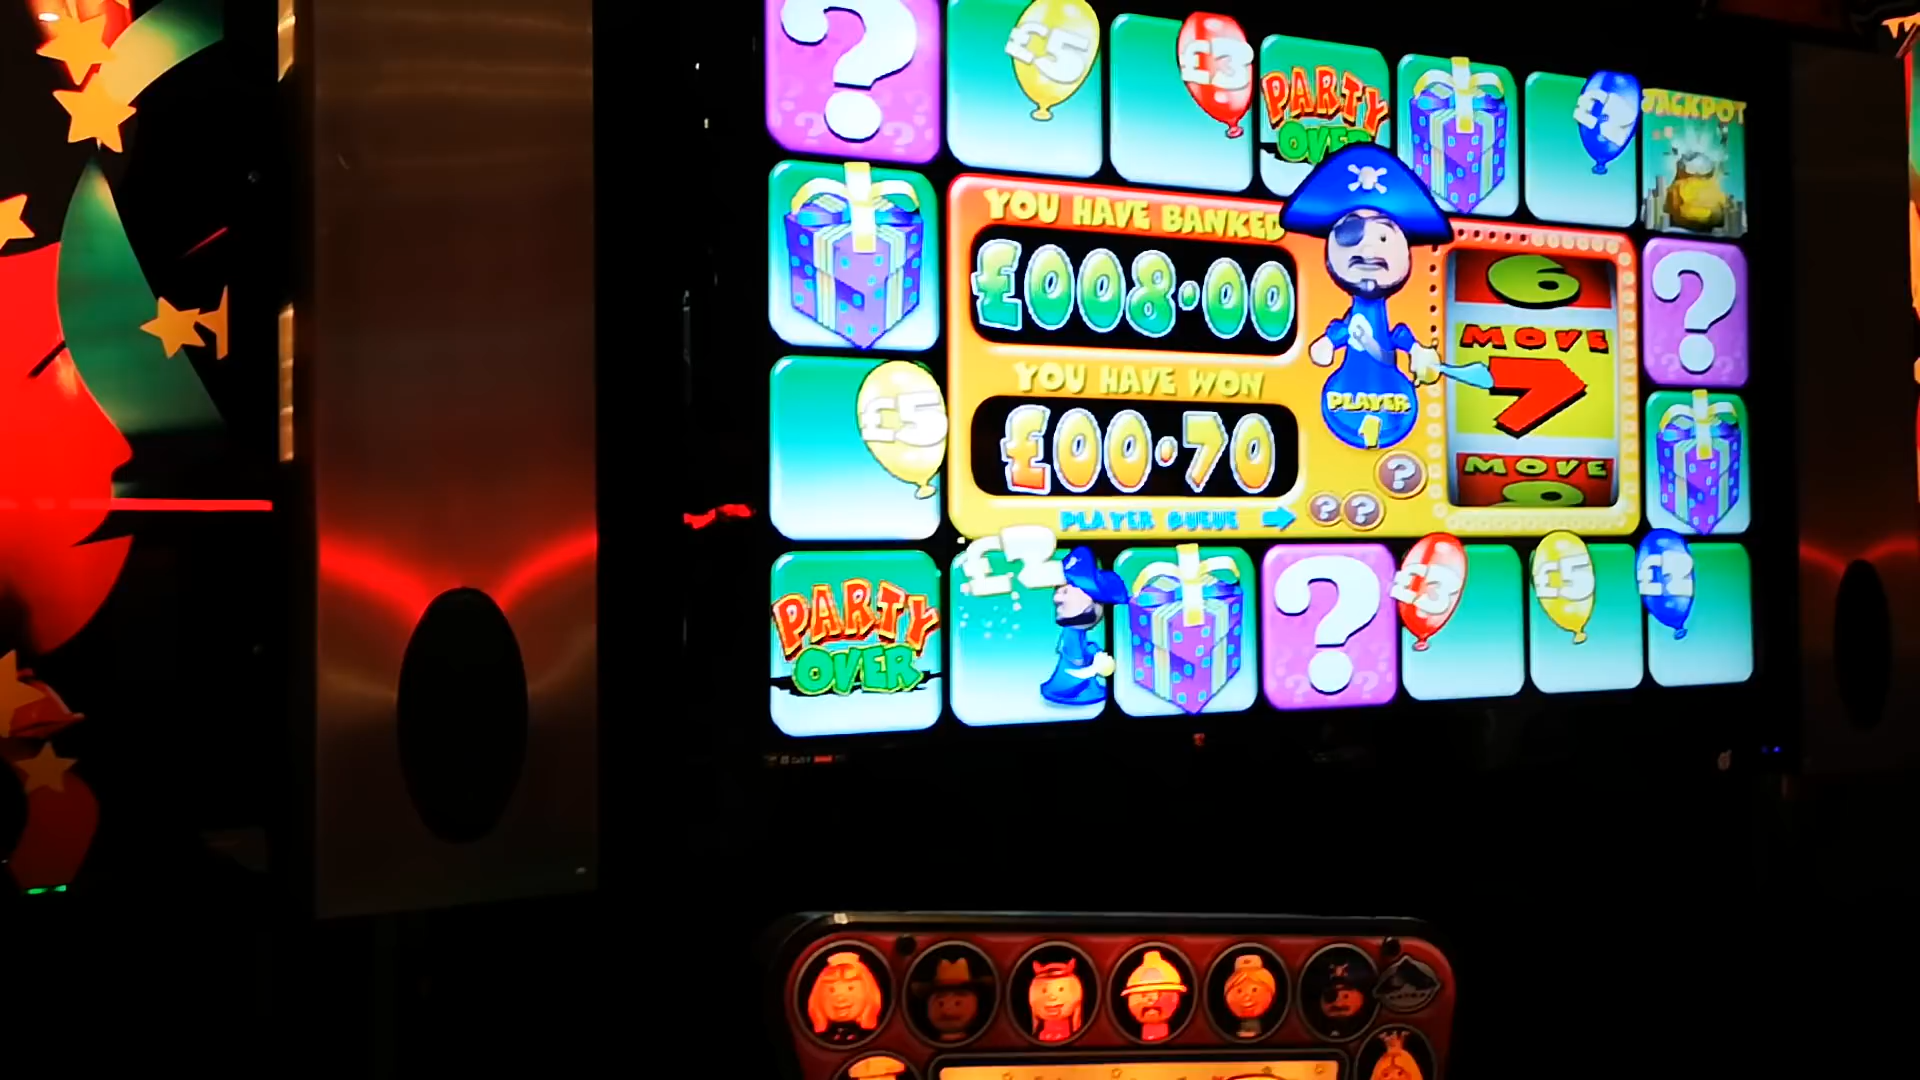 ?
£5
£3
PARTY
OVER
£2
JACKPOT
YOU HAVE BANKED
£008.00
YOU HAVE WON
£00.70
PLAYER QUEUE
? ? ?
PLAYER
1
6
MOVE
7
MOVE
?
£5
PARTY
OVER
£2
?
£3
£5
£2